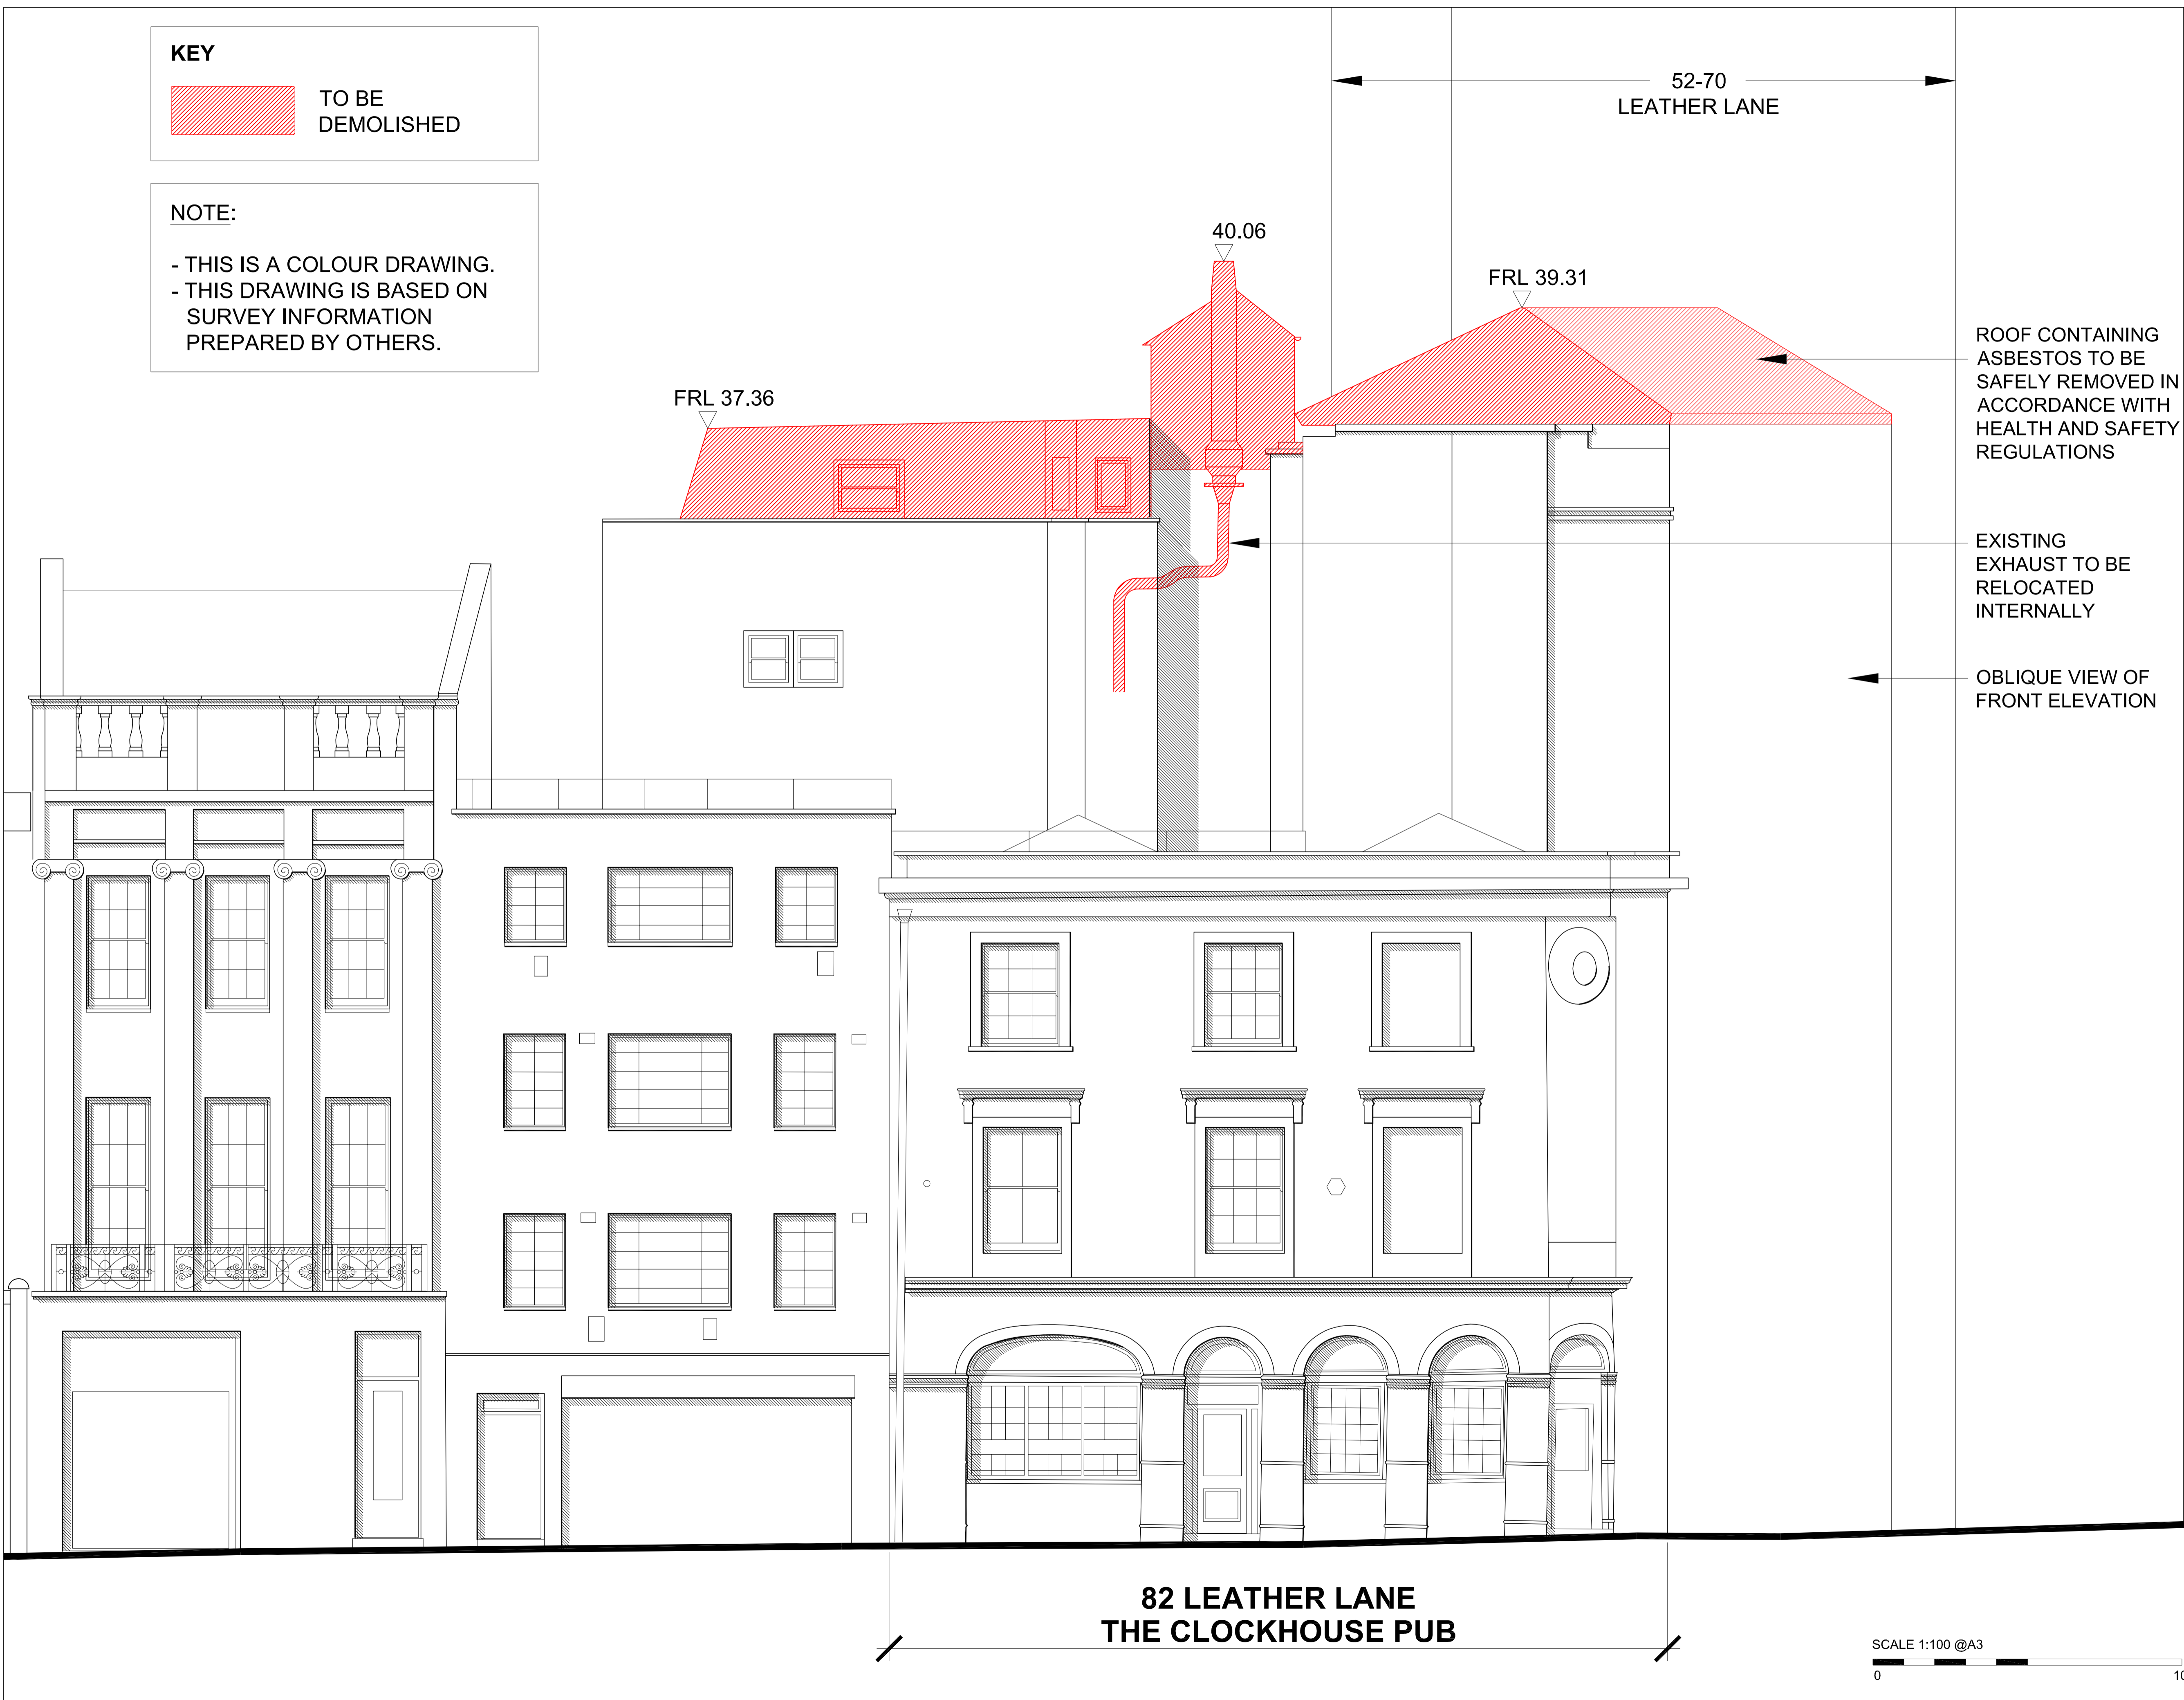 KEY
TO BE
DEMOLISHED
NOTE:
- THIS IS A COLOUR DRAWING.
- THIS DRAWING IS BASED ON
SURVEY INFORMATION
PREPARED BY OTHERS.
52-70
LEATHER LANE
40.06
FRL 39.31
FRL 37.36
ROOF CONTAINING
ASBESTOS TO BE
SAFELY REMOVED IN
ACCORDANCE WITH
HEALTH AND SAFETY
REGULATIONS
EXISTING
EXHAUST TO BE
RELOCATED
INTERNALLY
OBLIQUE VIEW OF
FRONT ELEVATION
82 LEATHER LANE
THE CLOCKHOUSE PUB
SCALE 1:100 @A3
0 10